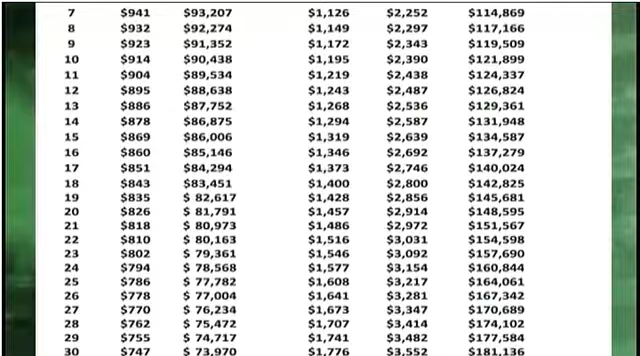 7 $941 $93,207 $1,126 $2,252 $114,869
8 $932 $92,274 $1,149 $2,297 $117,166
9 $923 $91,352 $1,172 $2,343 $119,509
10 $914 $90,438 $1,195 $2,390 $121,899
11 $904 $89,534 $1,219 $2,438 $124,337
12 $895 $88,638 $1,243 $2,487 $126,824
13 $886 $87,752 $1,268 $2,536 $129,361
14 $878 $86,875 $1,294 $2,587 $131,948
15 $869 $86,006 $1,319 $2,639 $134,587
16 $860 $85,146 $1,346 $2,692 $137,279
17 $851 $84,294 $1,373 $2,746 $140,024
18 $843 $83,451 $1,400 $2,800 $142,825
19 $835 $ 82,617 $1,428 $2,856 $145,681
20 $826 $ 81,791 $1,457 $2,914 $148,595
21 $818 $ 80,973 $1,486 $2,972 $151,567
22 $810 $ 80,163 $1,516 $3,031 $154,598
23 $802 $ 79,361 $1,546 $3,092 $157,690
24 $794 $ 78,568 $1,577 $3,154 $160,844
25 $786 $ 77,782 $1,608 $3,217 $164,061
26 $778 $ 77,004 $1,641 $3,281 $167,342
27 $770 $ 76,234 $1,673 $3,347 $170,689
28 $762 $ 75,472 $1,707 $3,414 $174,102
29 $755 $ 74,717 $1,741 $3,482 $177,584
30 $747 $ 73,970 $1,776 $3,552 $181,136